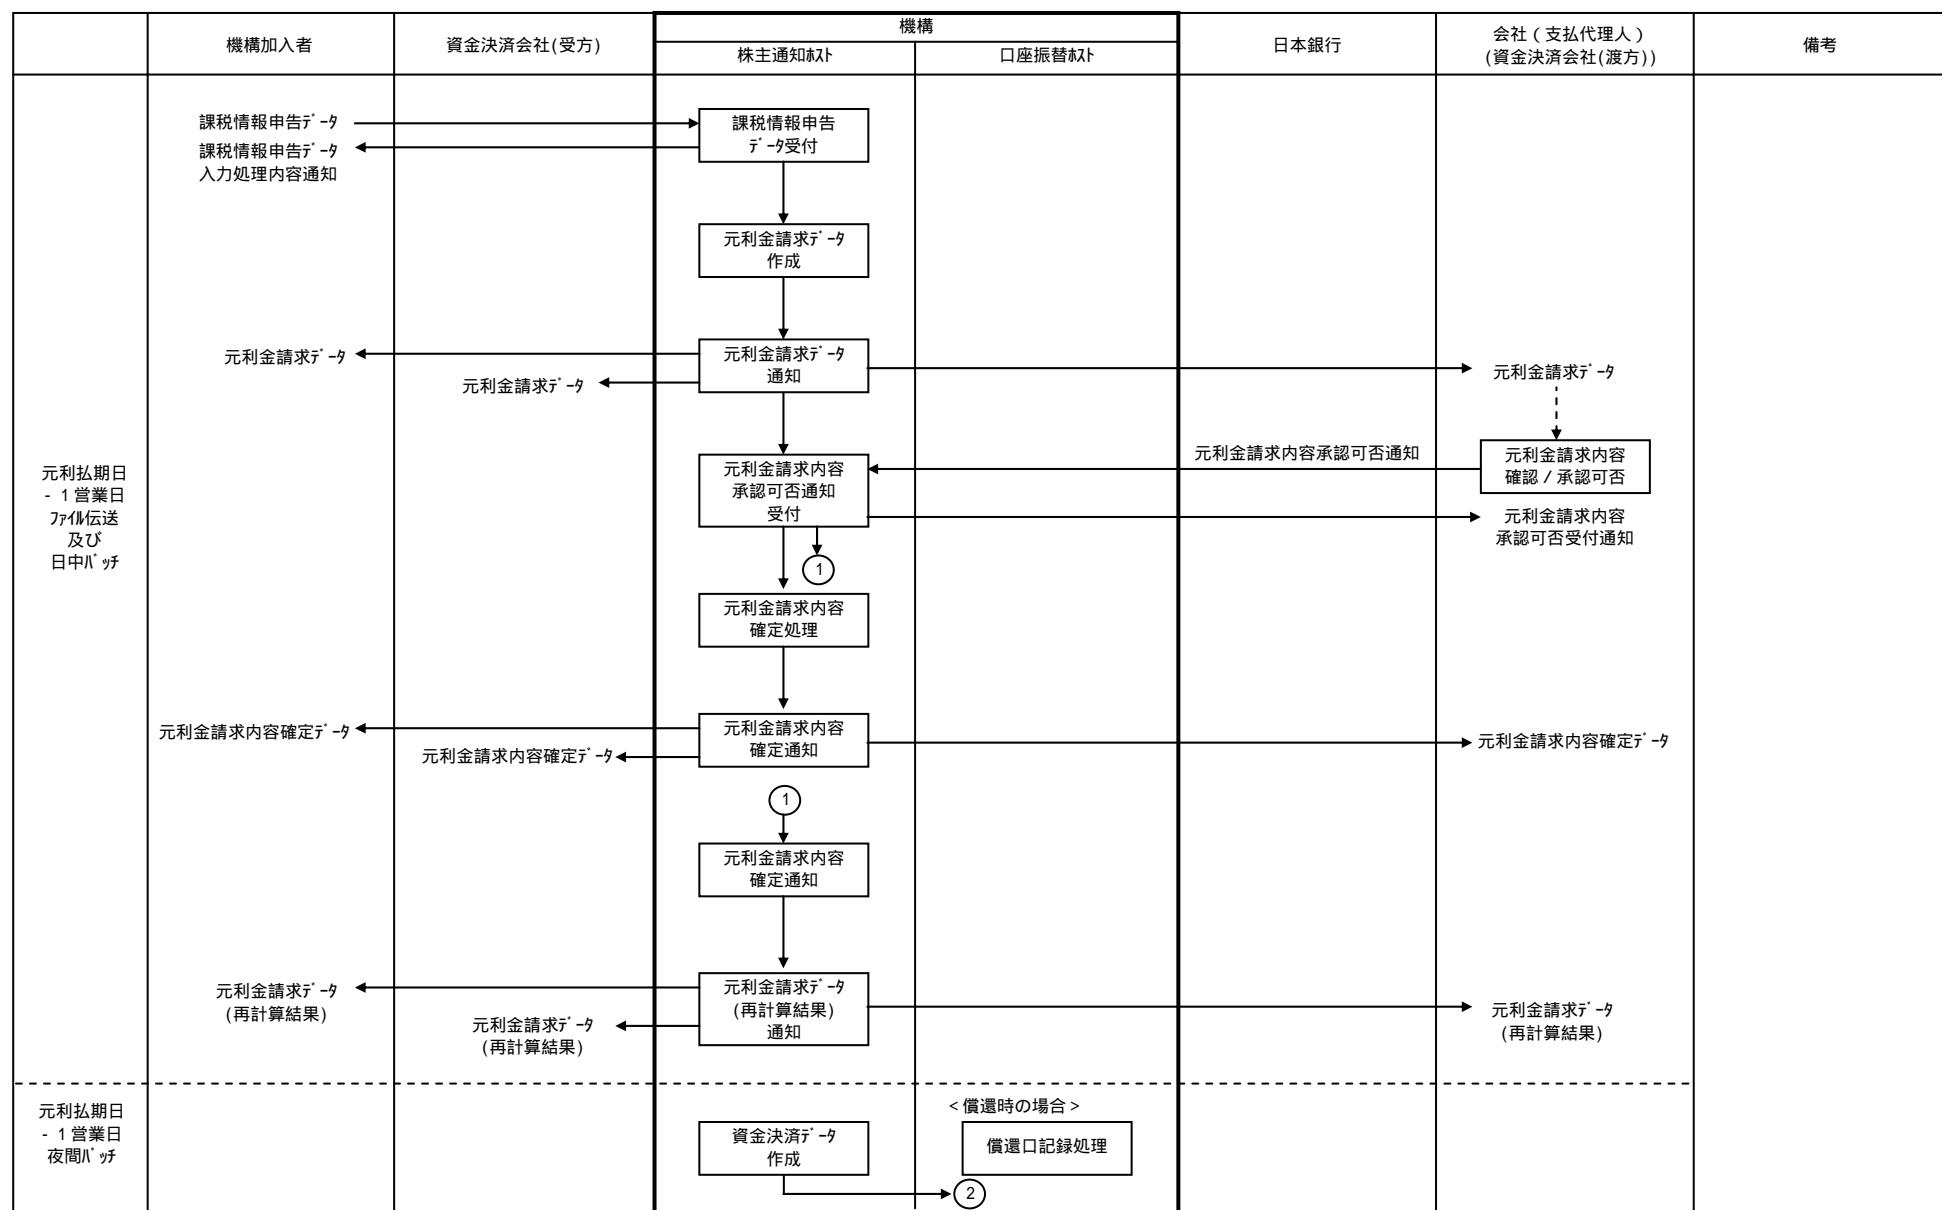 機構加入者
資金決済会社(受方)
機構
株主通知ﾎｽﾄ
口座振替ﾎｽﾄ
日本銀行
会社（支払代理人）
(資金決済会社(渡方))
備考
元利払期日
- 1 営業日
ﾌｧｲﾙ伝送
及び
日中ﾊﾞｯﾁ
課税情報申告ﾃﾞｰﾀ
課税情報申告ﾃﾞｰﾀ
入力処理内容通知
課税情報申告
ﾃﾞｰﾀ受付
元利金請求ﾃﾞｰﾀ
作成
元利金請求ﾃﾞｰﾀ
元利金請求ﾃﾞｰﾀ
元利金請求ﾃﾞｰﾀ
通知
元利金請求ﾃﾞｰﾀ
元利金請求内容承認可否通知
元利金請求内容
確認 / 承認可否
元利金請求内容
承認可否通知
受付
元利金請求内容
承認可否受付通知
1
元利金請求内容
確定処理
元利金請求内容確定ﾃﾞｰﾀ
元利金請求内容確定ﾃﾞｰﾀ
元利金請求内容
確定通知
元利金請求内容確定ﾃﾞｰﾀ
1
元利金請求内容
確定通知
元利金請求ﾃﾞｰﾀ
(再計算結果)
元利金請求ﾃﾞｰﾀ
(再計算結果)
元利金請求ﾃﾞｰﾀ
(再計算結果)
通知
元利金請求ﾃﾞｰﾀ
(再計算結果)
元利払期日
- 1 営業日
夜間ﾊﾞｯﾁ
資金決済ﾃﾞｰﾀ
作成
＜償還時の場合＞
償還口記録処理
2